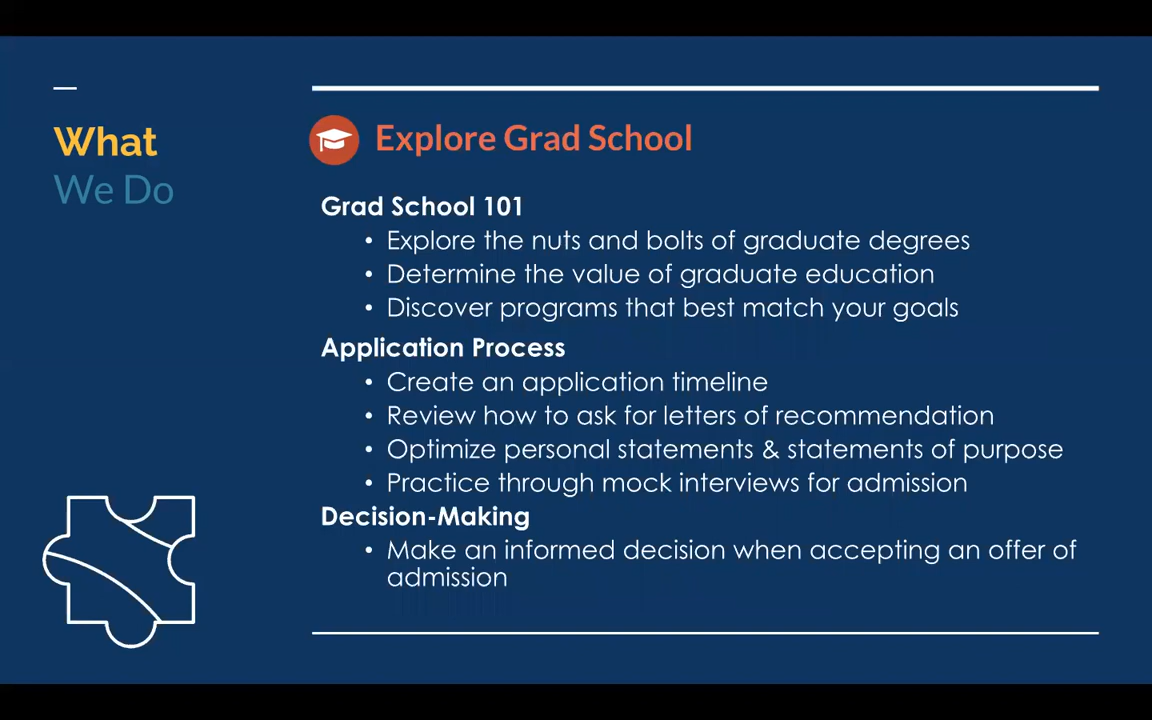 What
We Do
Explore Grad School
Grad School 101
• Explore the nuts and bolts of graduate degrees
• Determine the value of graduate education
• Discover programs that best match your goals
Application Process
• Create an application timeline
• Review how to ask for letters of recommendation
• Optimize personal statements & statements of purpose
• Practice through mock interviews for admission
Decision-Making
• Make an informed decision when accepting an offer of
admission